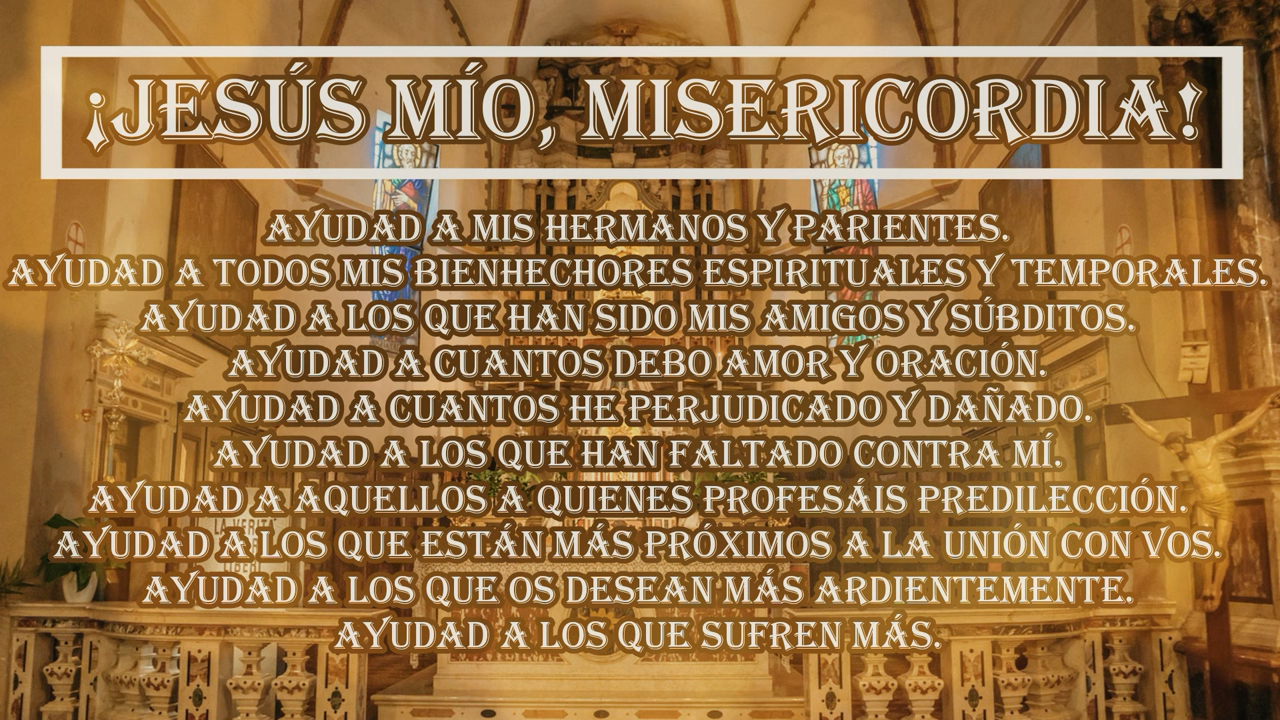 ¡JESÚS MÍO, MISERICORDIA!
AYUDAD A MIS HERMANOS Y PARIENTES.
AYUDAD A TODOS MIS BIENHECHORES ESPIRITUALES Y TEMPORALES.
AYUDAD A LOS QUE HAN SIDO MIS AMIGOS Y SÚBDITOS.
AYUDAD A CUANTOS DEBO AMOR Y ORACIÓN.
AYUDAD A CUANTOS HE PERJUDICADO Y DAÑADO.
AYUDAD A LOS QUE HAN FALTADO CONTRA MÍ.
AYUDAD A AQUELLOS A QUIENES PROFESÁIS PREDILECCIÓN.
LA VERITÀ
AYUDAD A LOS QUE ESTÁN MÁS PRÓXIMOS A LA UNIÓN CON VOS.
AYUDAD A LOS QUE OS DESEAN MÁS ARDIENTEMENTE.
AYUDAD A LOS QUE SUFREN MÁS.